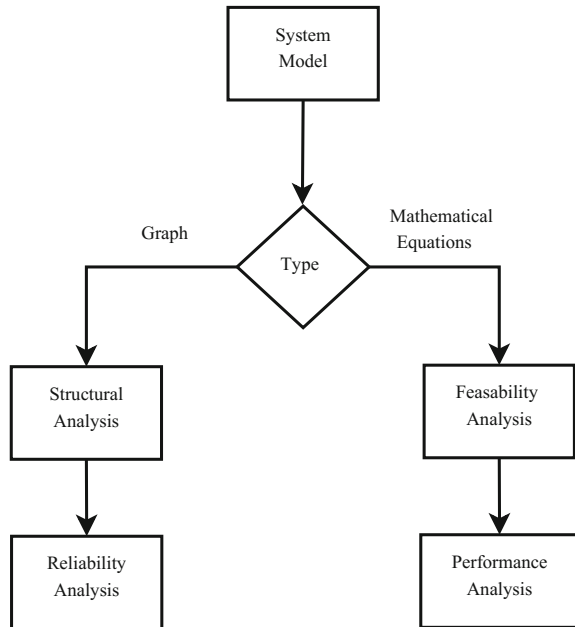 System
Model
Graph
Mathematical
Equations
Type
Structural
Analysis
Feasability
Analysis
Reliability
Analysis
Performance
Analysis